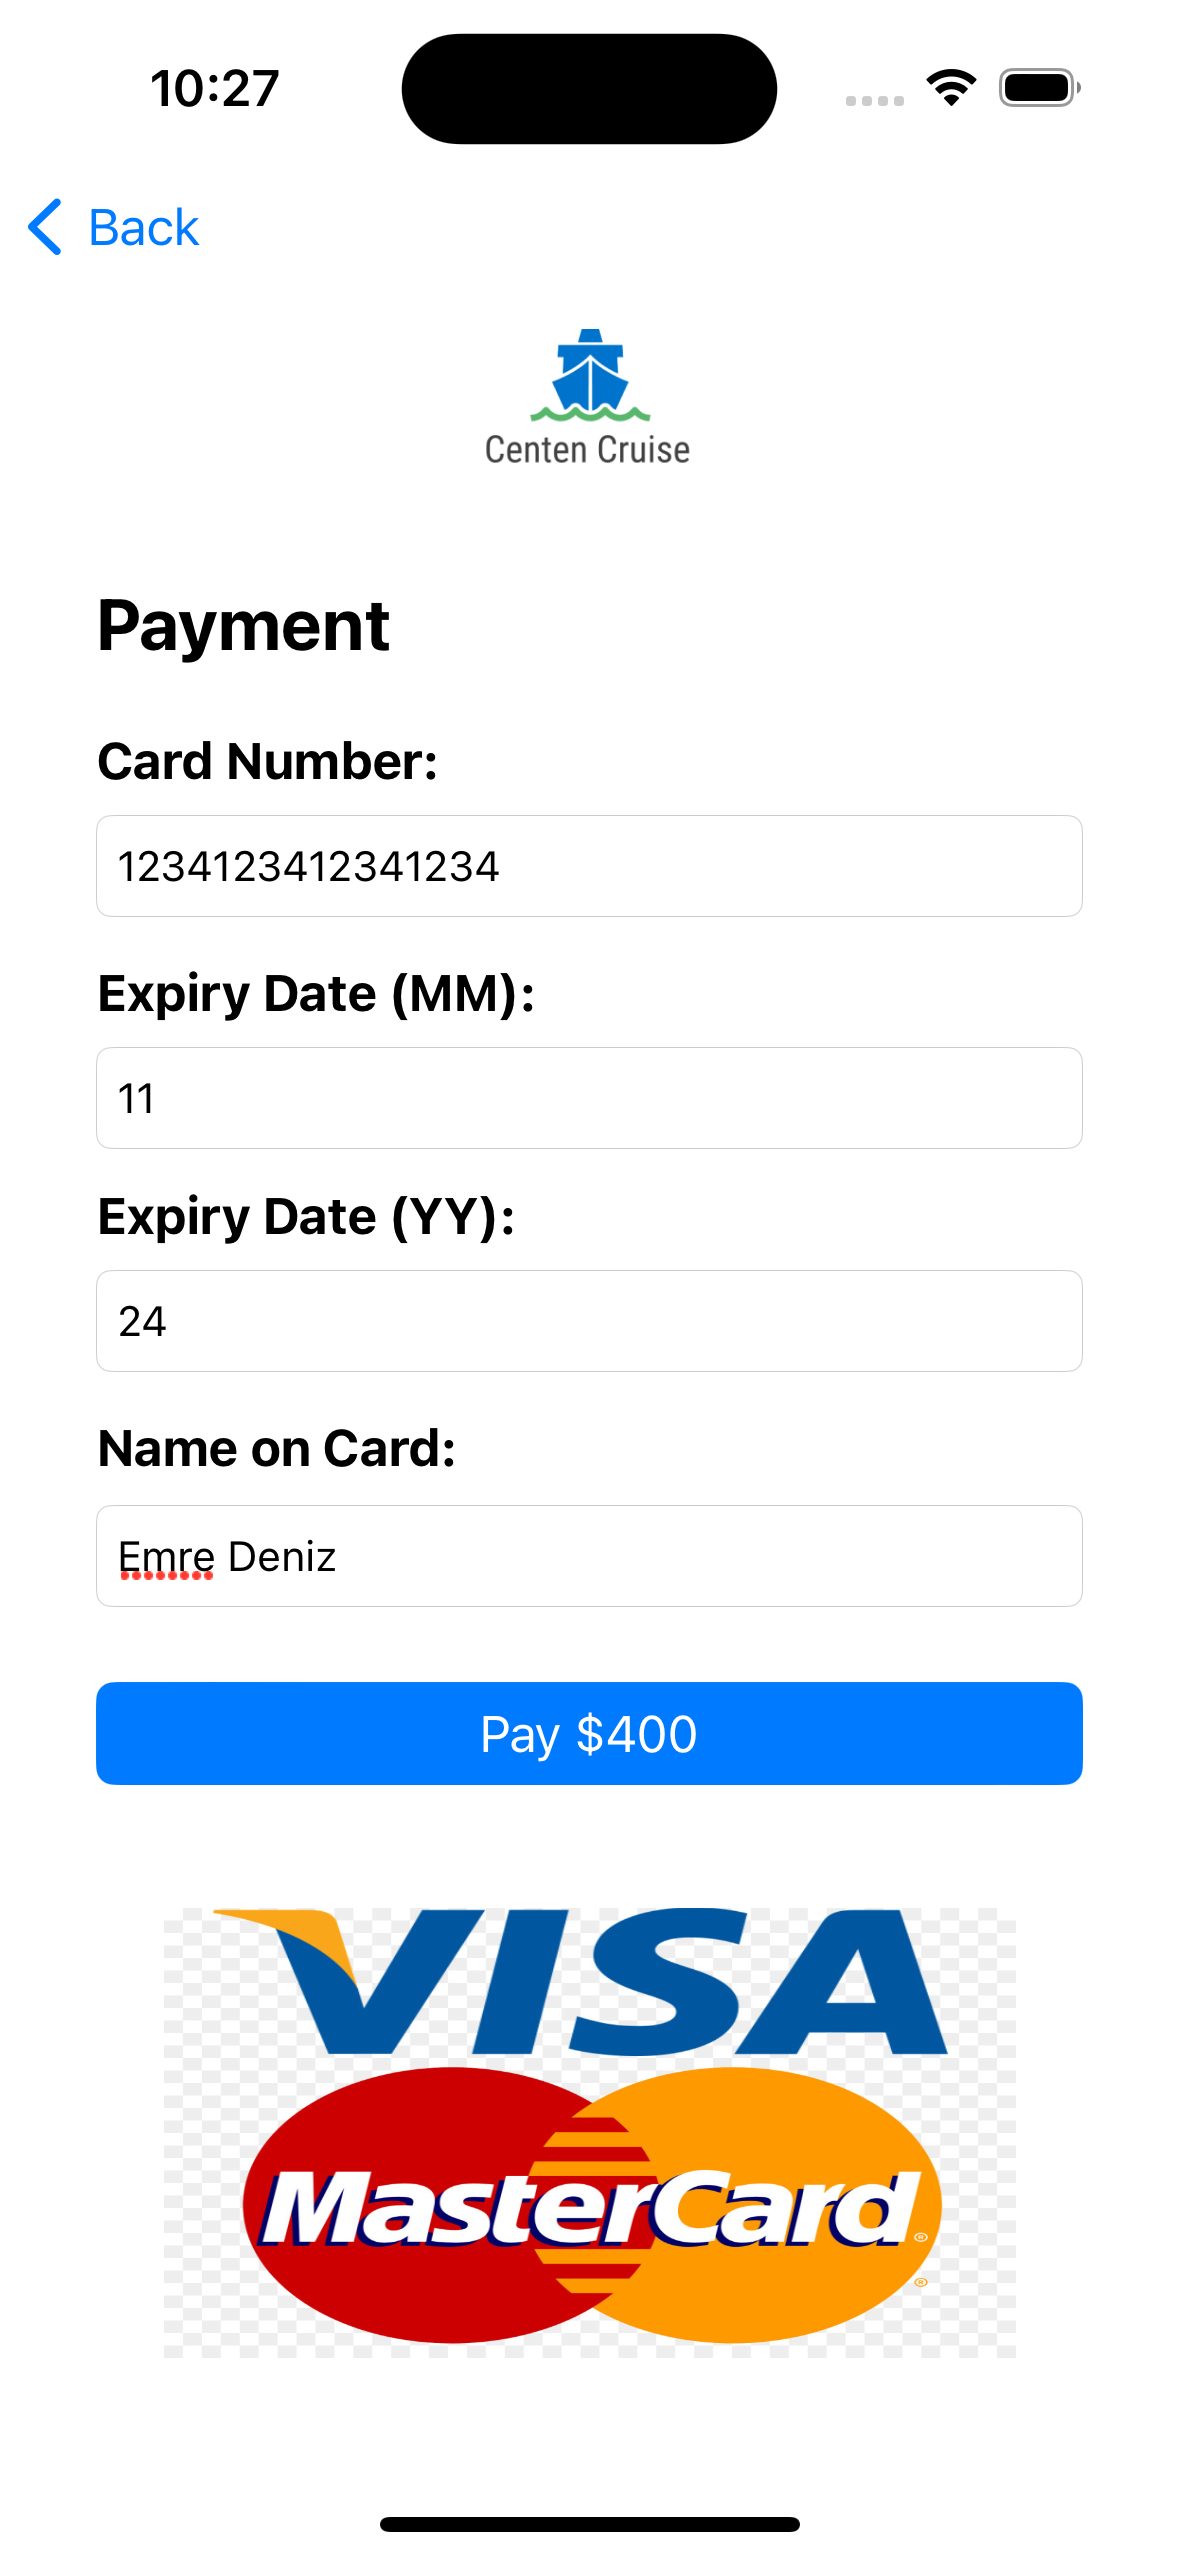 10:27
Back
Centen Cruise
Payment
Card Number:
1234123412341234
Expiry Date (MM):
11
Expiry Date (YY):
24
Name on Card:
Emre Deniz
Pay $400
VISA
MasterCard®
®